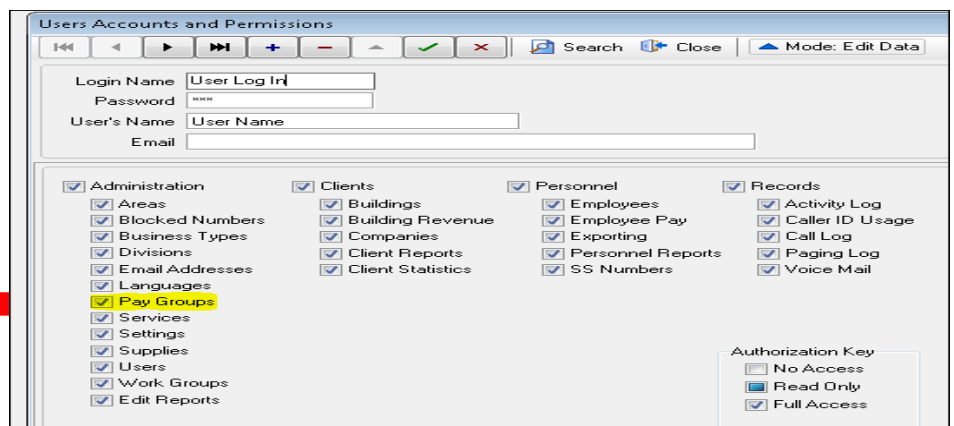 Users Accounts and Permissions
Search Close Mode: Edit Data
Login Name User Log In
Password ***
User's Name User Name
Email
Administration Clients Personnel Records
Areas Buildings Employees Activity Log
Blocked Numbers Building Revenue Employee Pay Caller ID Usage
Business Types Companies Exporting Call Log
Divisions Client Reports Personnel Reports Paging Log
Email Addresses Client Statistics SS Numbers Voice Mail
Languages
Pay Groups
Services
Settings
Supplies
Users
Work Groups
Edit Reports
Authorization Key
No Access
Read Only
Full Access